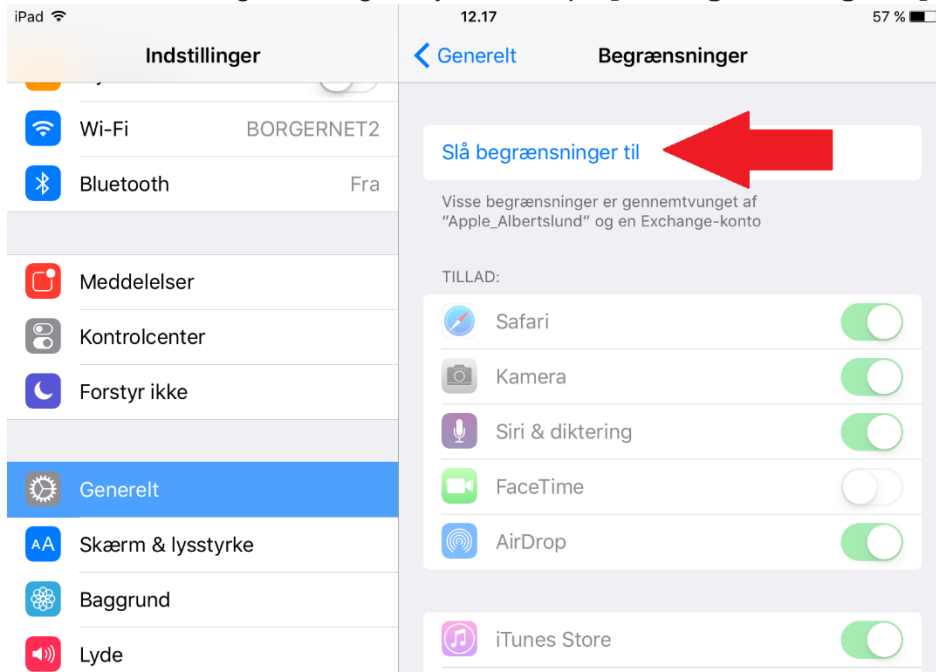 iPad
12.17
57 %
Indstillinger
Generelt
Begrænsninger
Wi-Fi
BORGERNET2
Bluetooth
Fra
Meddelelser
Kontrolcenter
Forstyr ikke
Generelt
AA
Skærm & lysstyrke
Baggrund
Lyde
Slå begrænsninger til
Visse begrænsninger er gennemtvunget af
“Apple_Albertslund” og en Exchange-konto
TILLAD:
Safari
Kamera
Siri & diktering
FaceTime
AirDrop
iTunes Store